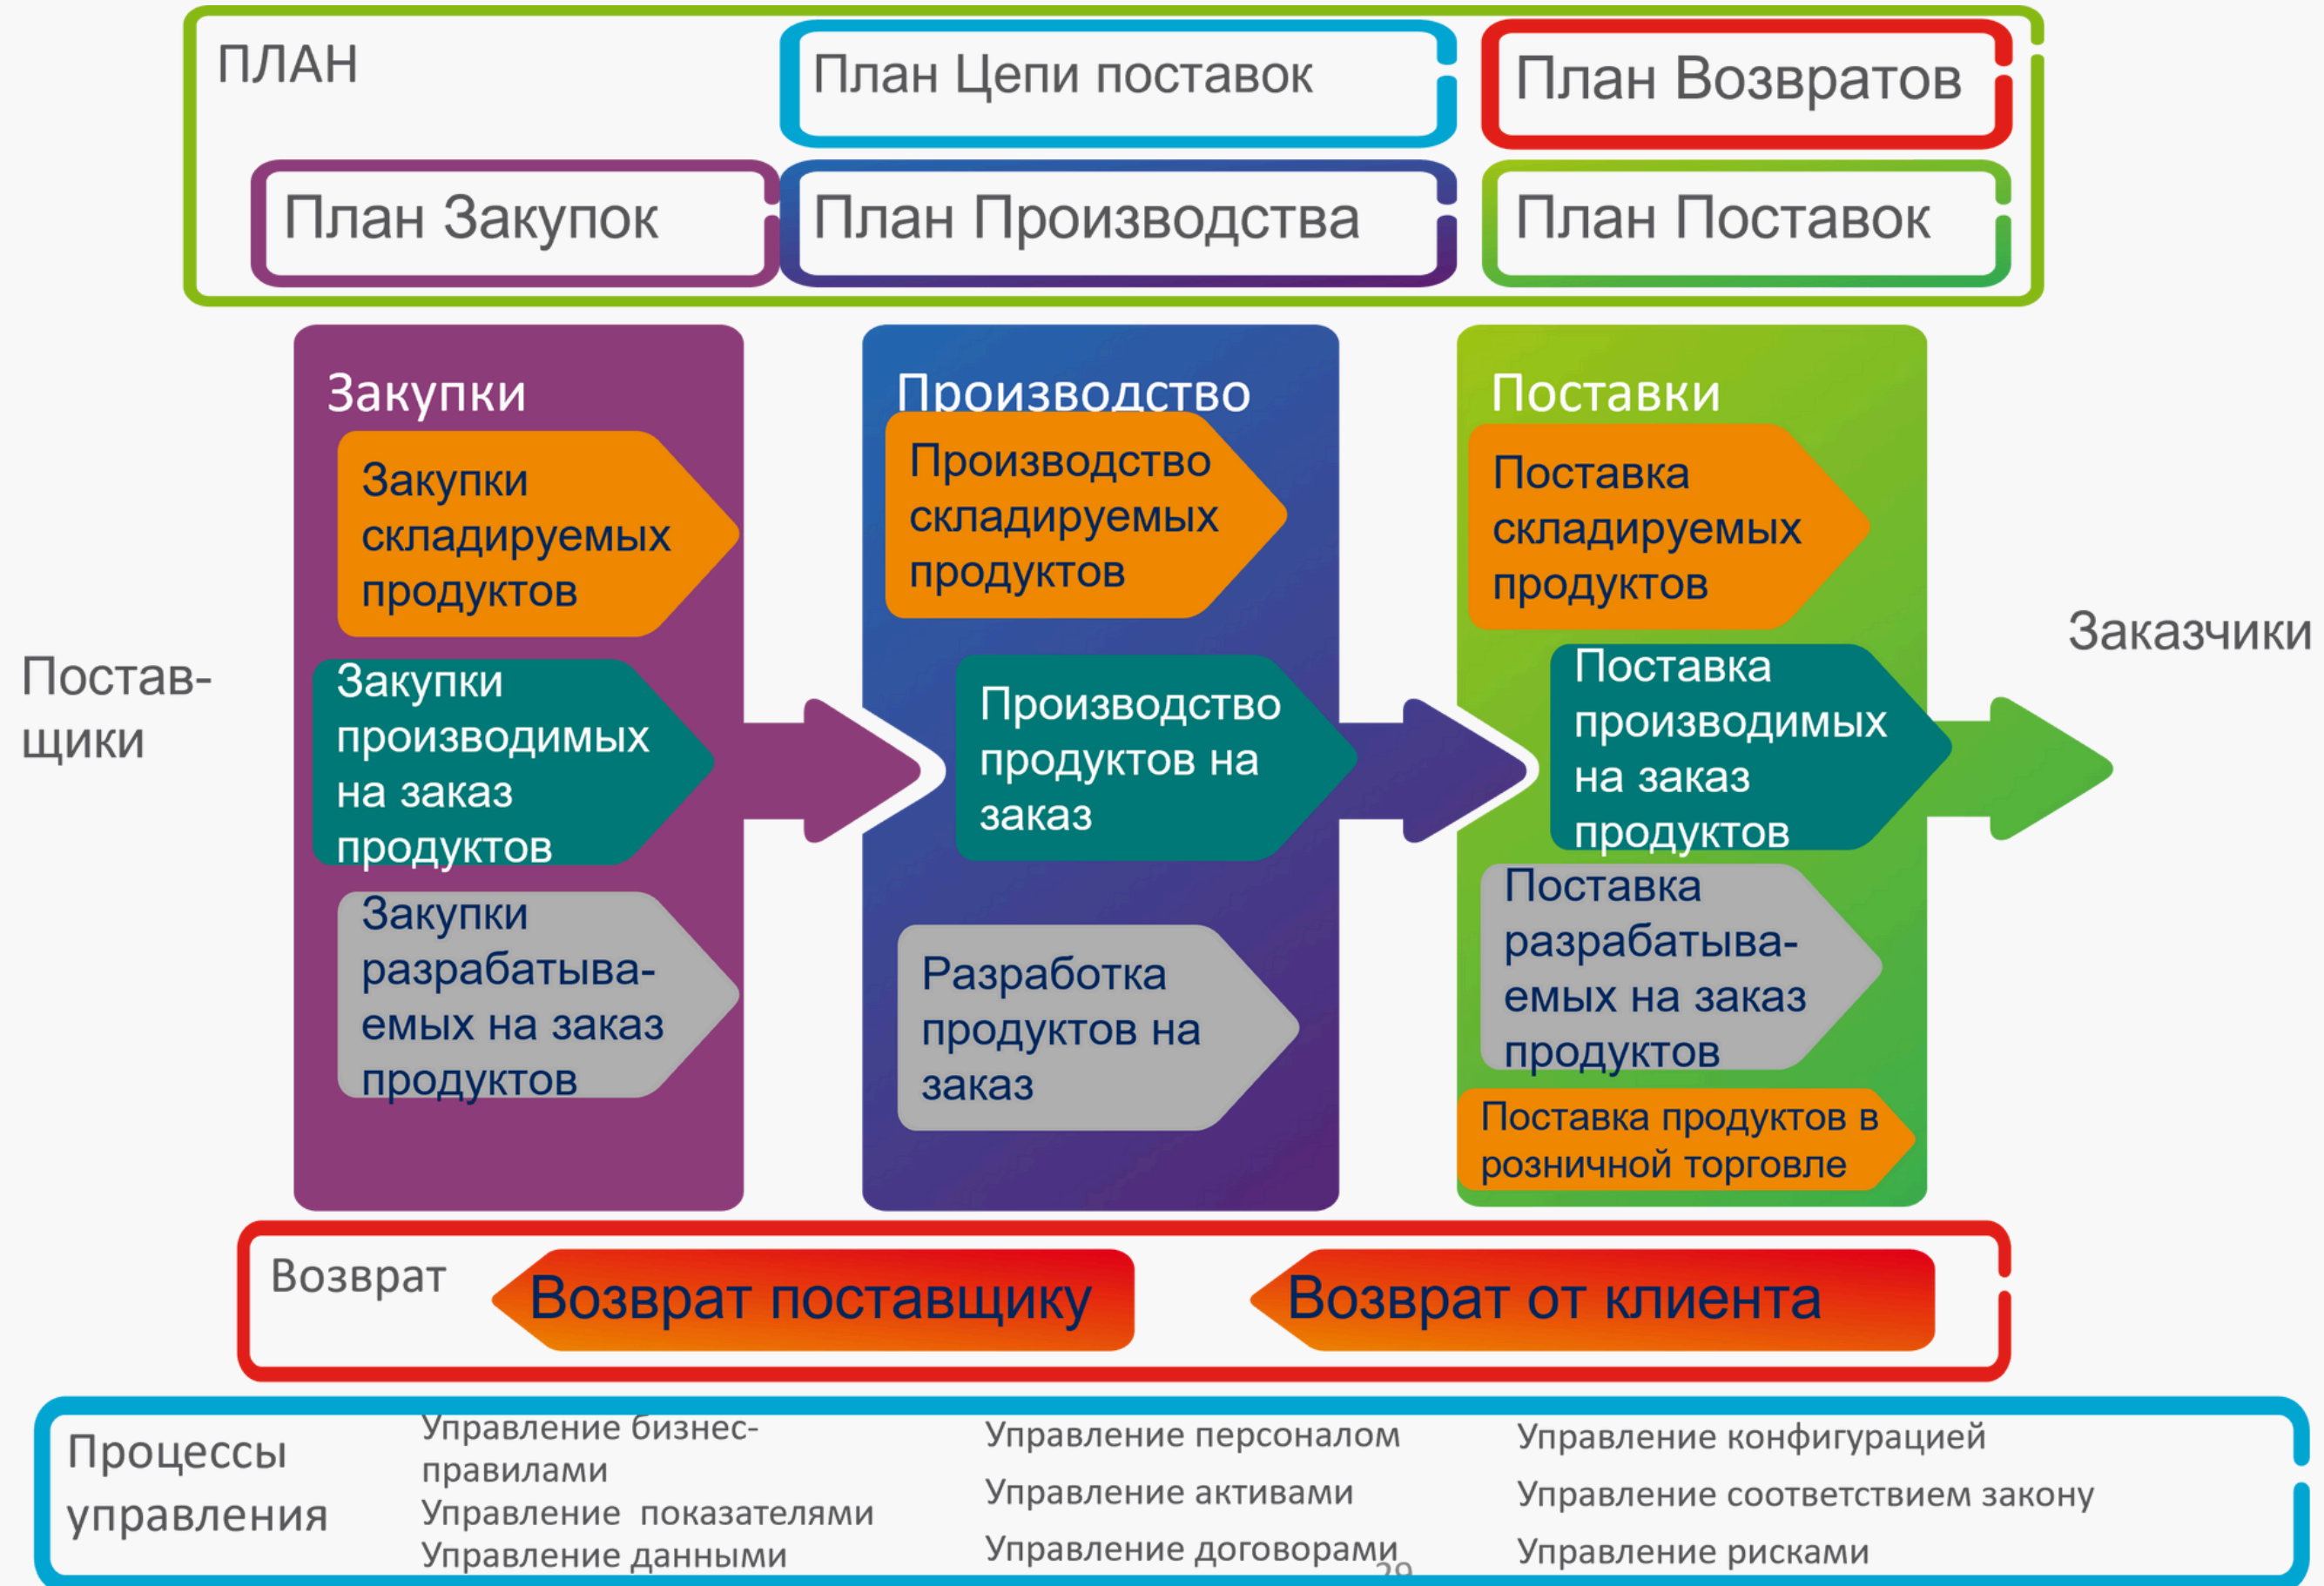 ПЛАН
План Цепи поставок
План Возвратов
План Закупок
План Производства
План Поставок
Постав-
щики
Закупки
Закупки
складируемых
продуктов
Закупки
производимых
на заказ
продуктов
Закупки
разрабатыва-
емых на заказ
продуктов
Производство
Производство
складируемых
продуктов
Производство
продуктов на
заказ
Разработка
продуктов на
заказ
Поставки
Поставка
складируемых
продуктов
Поставка
производимых
на заказ
продуктов
Поставка
разрабатыва-
емых на заказ
продуктов
Поставка продуктов в
розничной торговле
Заказчики
Возврат
Возврат поставщику
Возврат от клиента
Процессы
управления
Управление бизнес-
правилами
Управление показателями
Управление данными
Управление персоналом
Управление активами
Управление договорами
Управление конфигурацией
Управление соответствием закону
Управление рисками
29